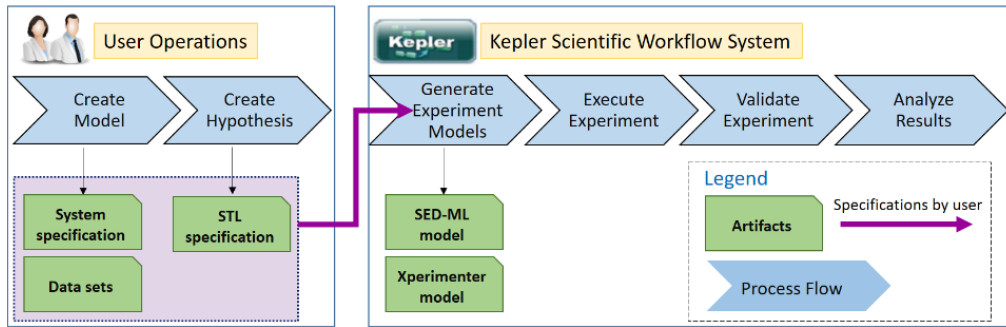 User Operations
Create
Model
Create
Hypothesis
System
specification
STL
specification
Data sets
Kepler
Kepler Scientific Workflow System
Generate
Experiment
Models
Execute
Experiment
Validate
Experiment
Analyze
Results
SED-ML
model
Xperimenter
model
Legend
Artifacts
Specifications by user
Process Flow